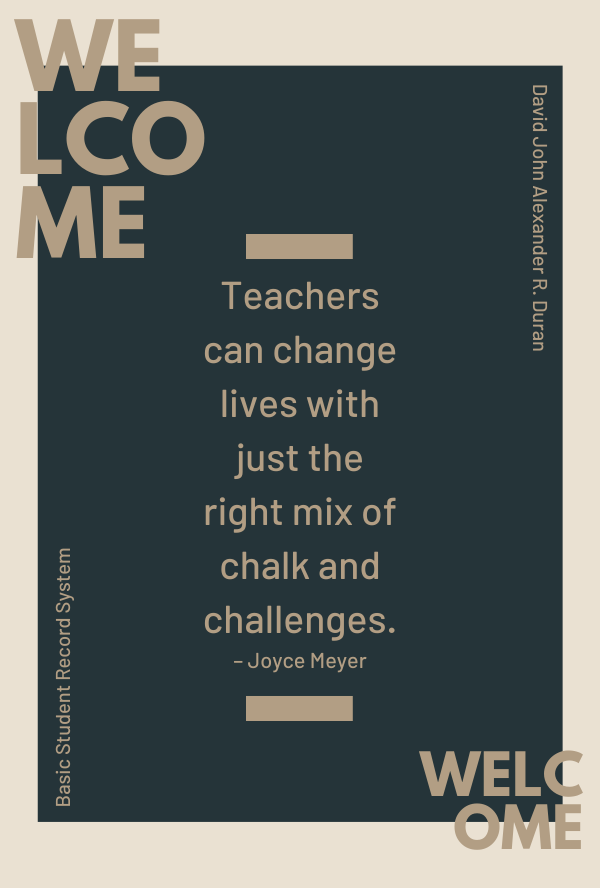 WE
LCO
ME
David John Alexander R. Duran
Teachers
can change
lives with
just the
right mix of
chalk and
challenges.
– Joyce Meyer
Basic Student Record System
WELC
OME